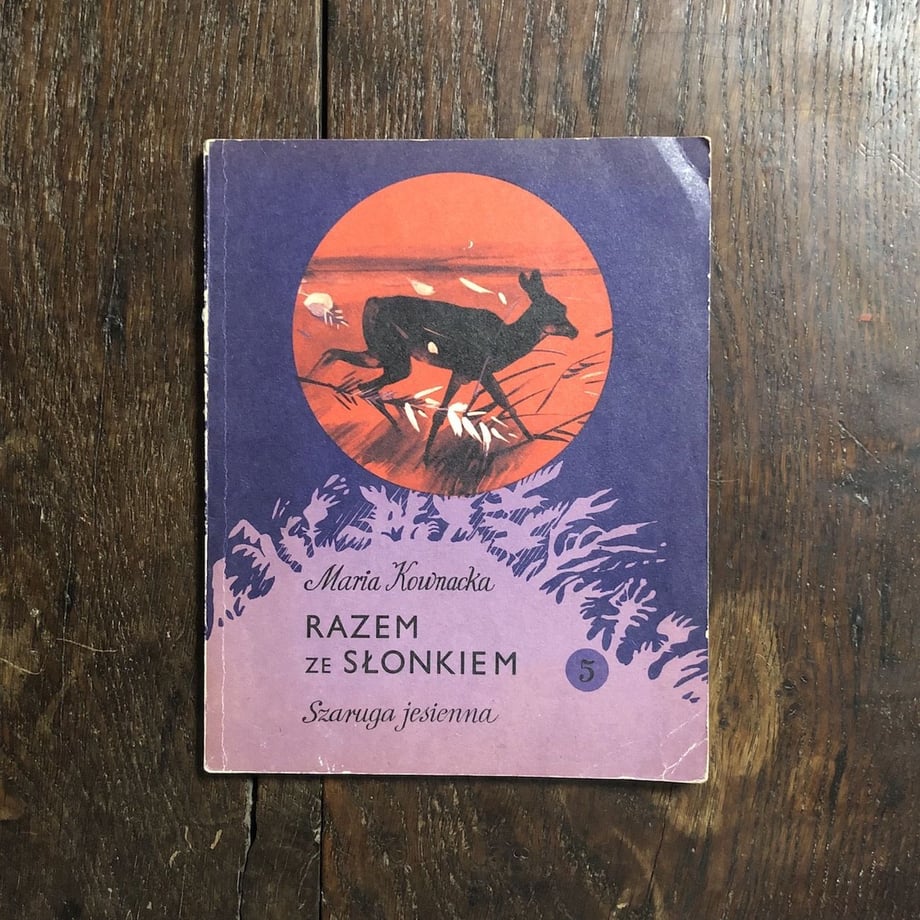 Maria Kownacka
RAZEM
ZE SŁONKIEM
5
Szaruga jesienna